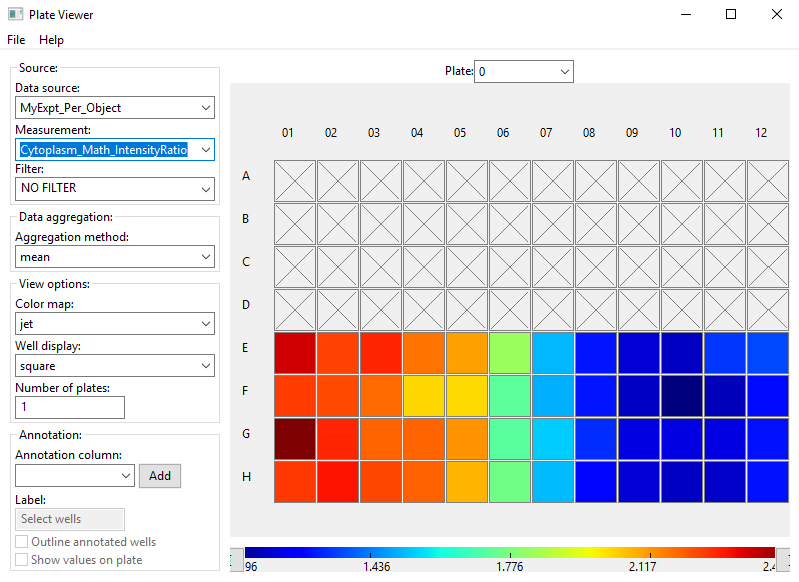 Plate Viewer
File Help
Source:
Data source:
MyExpt_Per_Object
Measurement:
Cytoplasm_Math_IntensityRatio
Filter:
NO FILTER
Data aggregation:
Aggregation method:
mean
View options:
Color map:
jet
Well display:
square
Number of plates:
1
Annotation:
Annotation column:
Add
Label:
Select wells
Outline annotated wells
Show values on plate
Plate: 0
01 02 03 04 05 06 07 08 09 10 11 12
A
B
C
D
E
F
G
H
96 1.436 1.776 2.117 2.4